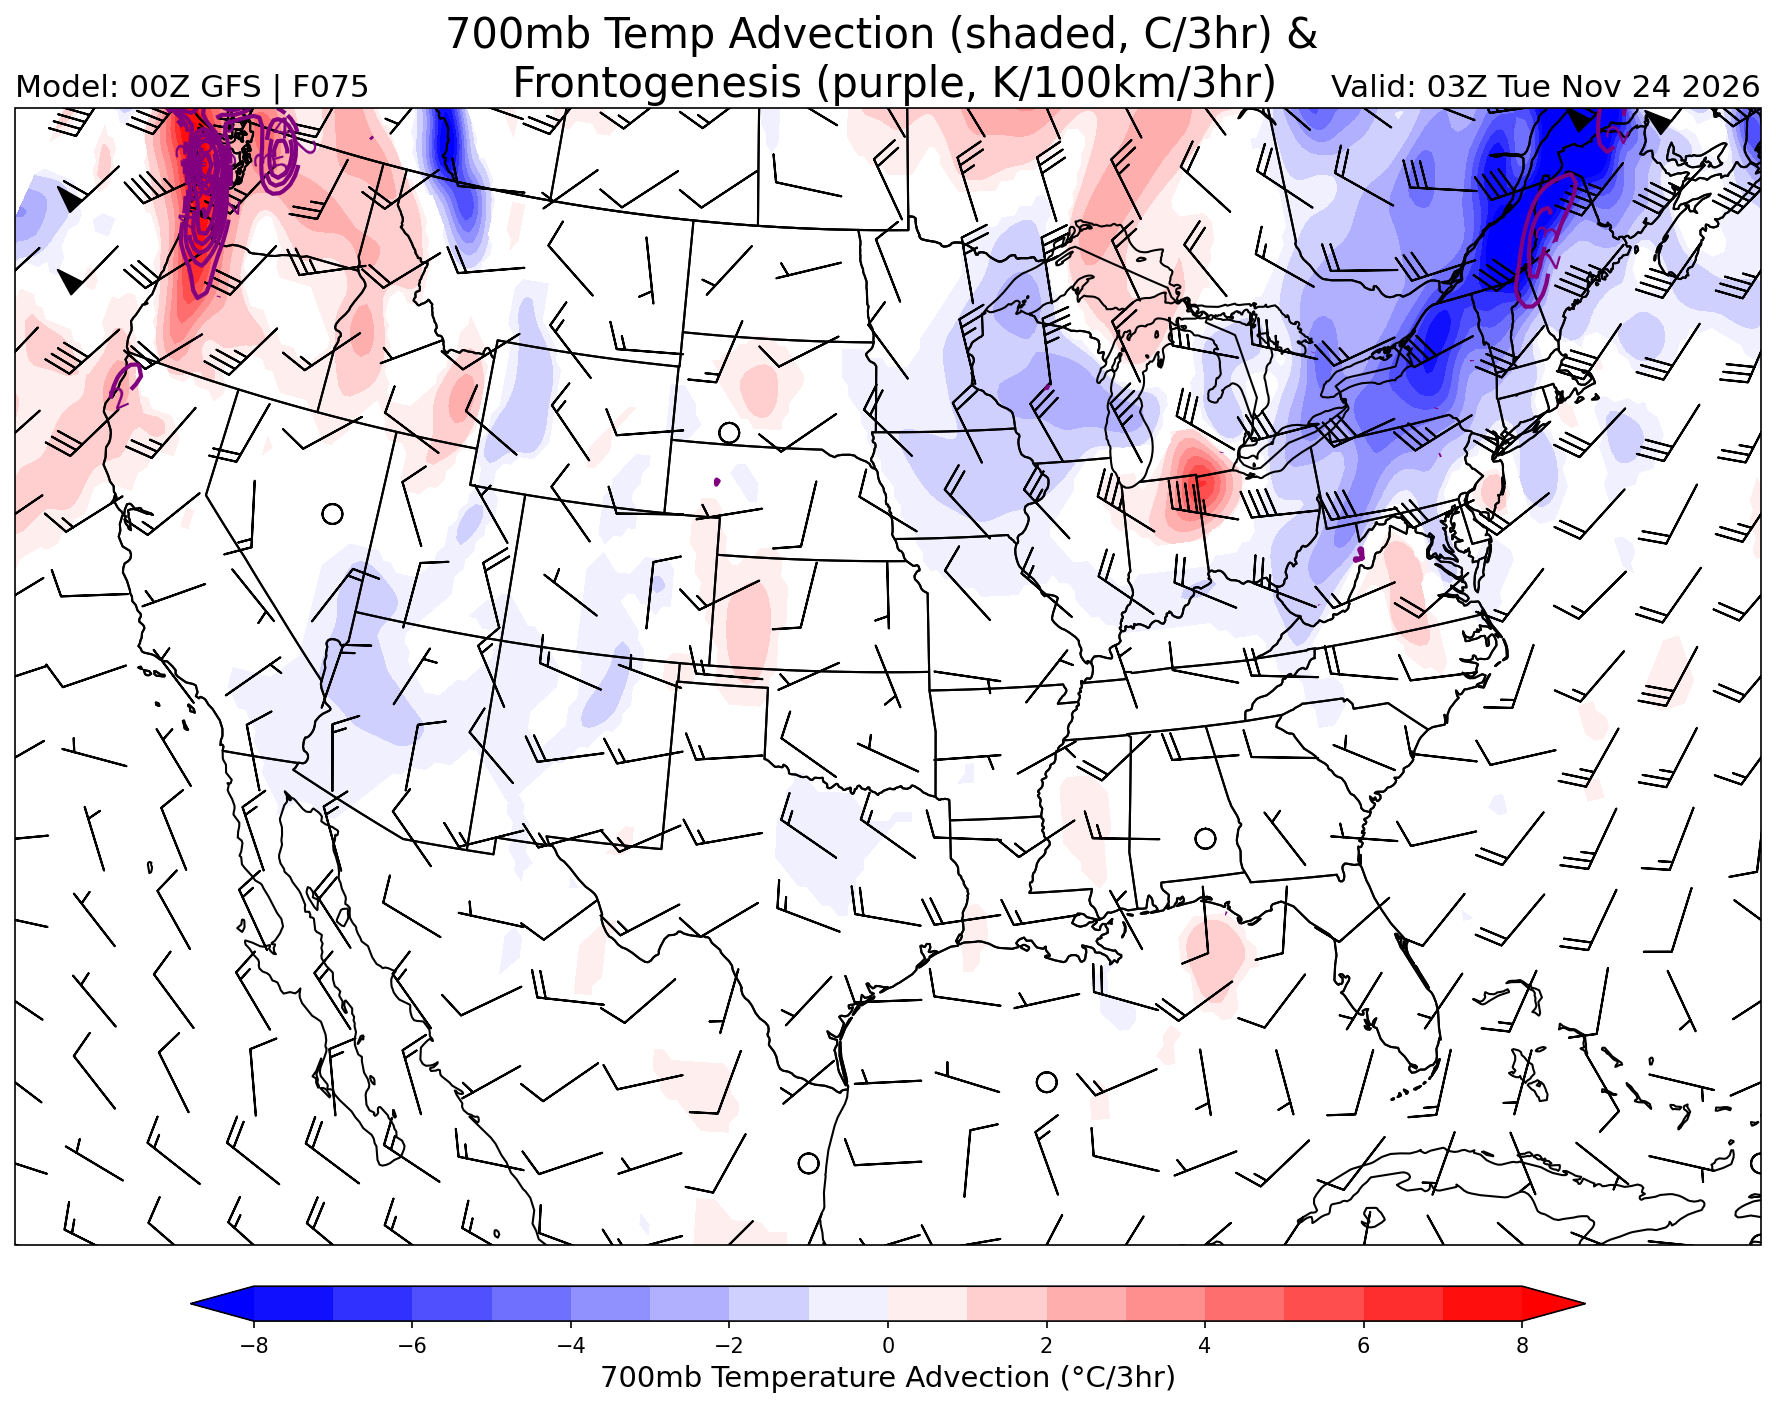 700mb Temp Advection (shaded, C/3hr) &
Frontogenesis (purple, K/100km/3hr)
Model: 00Z GFS | F075
Valid: 03Z Tue Nov 24 2026
−8 −6 −4 −2 0 2 4 6 8
700mb Temperature Advection (°C/3hr)